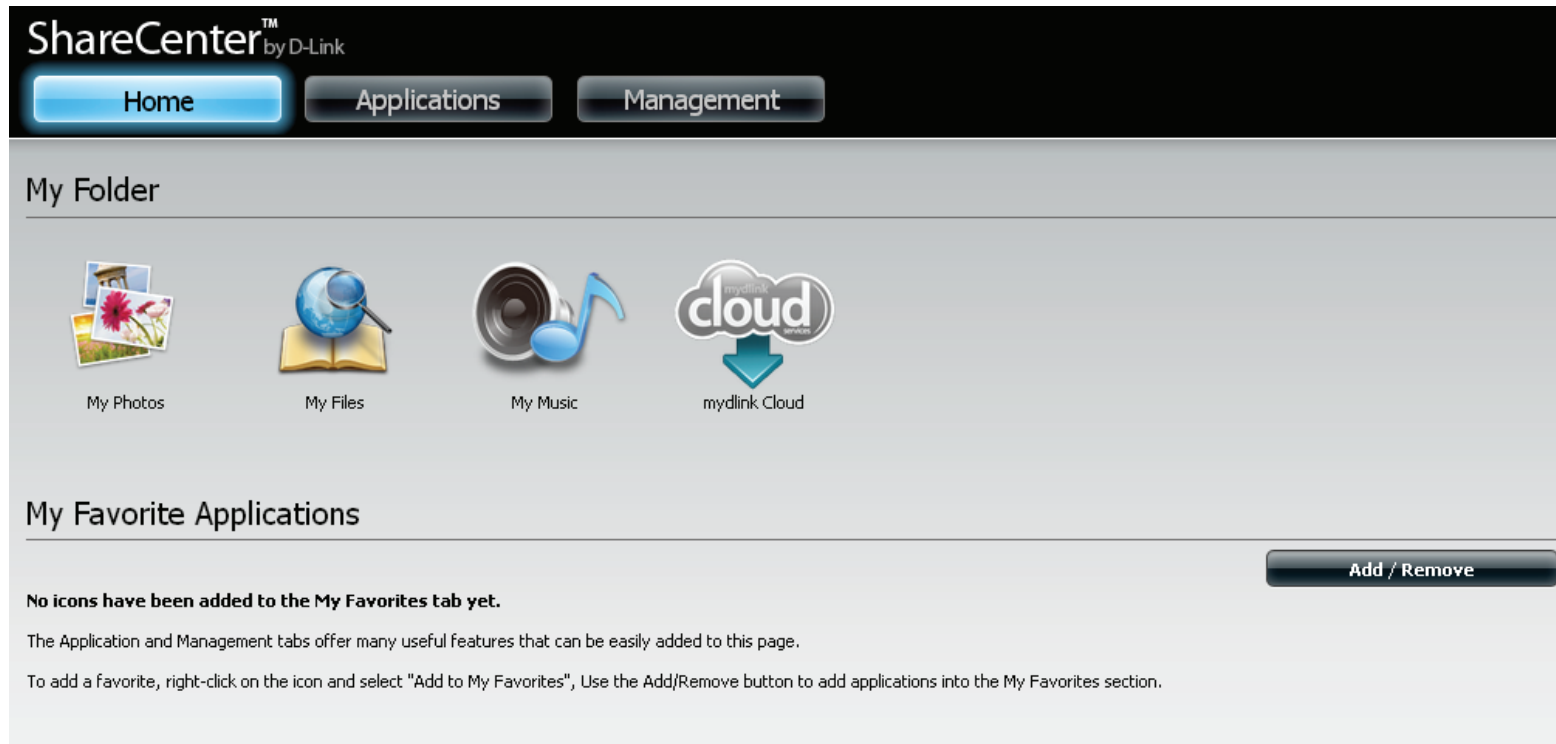 ShareCenter™ by D-Link
Home Applications Management
My Folder
mydlink
cloud
services
My Photos My Files My Music mydlink Cloud
My Favorite Applications
Add / Remove
No icons have been added to the My Favorites tab yet.
The Application and Management tabs offer many useful features that can be easily added to this page.
To add a favorite, right-click on the icon and select "Add to My Favorites", Use the Add/Remove button to add applications into the My Favorites section.